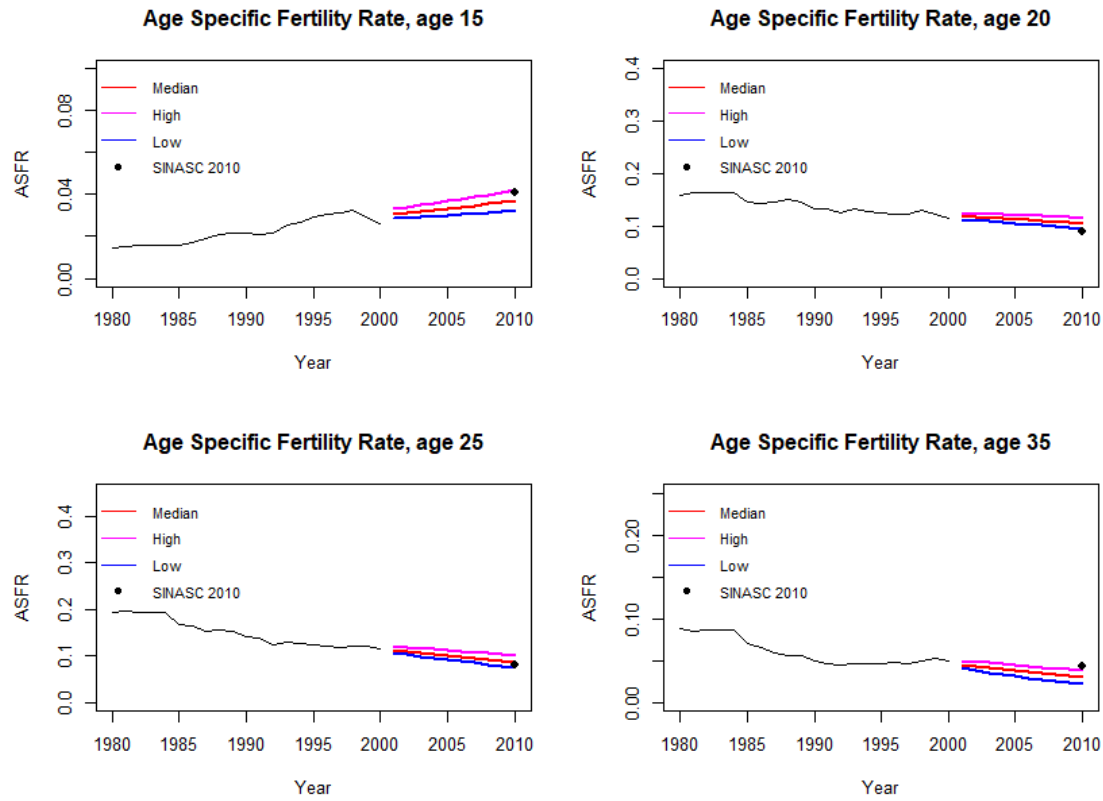 Age Specific Fertility Rate, age 15
ASFR
0.00 0.04 0.08
Median
High
Low
SINASC 2010
1980 1985 1990 1995 2000 2005 2010
Year
Age Specific Fertility Rate, age 20
ASFR
0.0 0.1 0.2 0.3 0.4
Median
High
Low
SINASC 2010
1980 1985 1990 1995 2000 2005 2010
Year
Age Specific Fertility Rate, age 25
ASFR
0.0 0.1 0.2 0.3 0.4
Median
High
Low
SINASC 2010
1980 1985 1990 1995 2000 2005 2010
Year
Age Specific Fertility Rate, age 35
ASFR
0.00 0.10 0.20
Median
High
Low
SINASC 2010
1980 1985 1990 1995 2000 2005 2010
Year